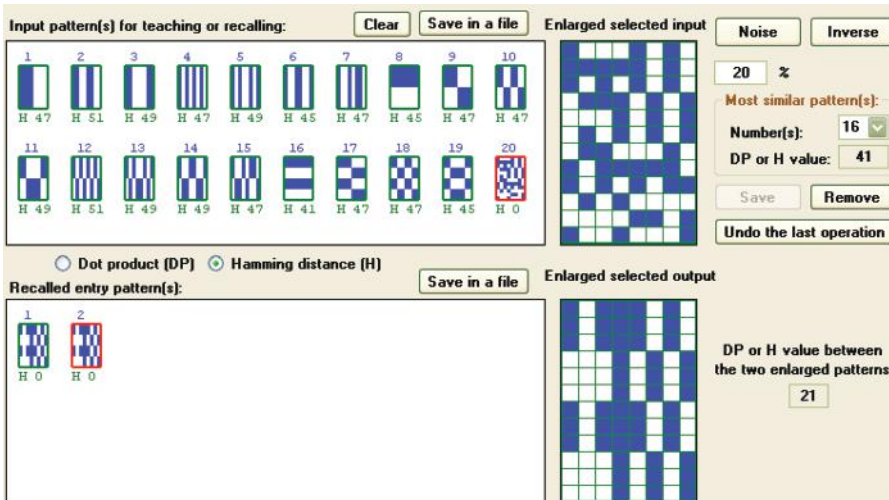 Input pattern(s) for teaching or recalling:
Clear
Save in a file
Enlarged selected input
Noise
Inverse
1 2 3 4 5 6 7 8 9 10
H 47 H 51 H 49 H 47 H 49 H 45 H 47 H 47 H 49 H 47
20 %
Most similar pattern(s):
Number(s): 16
DP or H value: 41
11 12 13 14 15 16 17 18 19 20
H 49 H 51 H 49 H 49 H 47 H 41 H 47 H 47 H 45 H 0
Save
Remove
Undo the last operation
Dot product (DP) Hamming distance (H)
Recalled entry pattern(s):
Save in a file
Enlarged selected output
1 2
H 0 H 0
DP or H value between
the two enlarged patterns
21